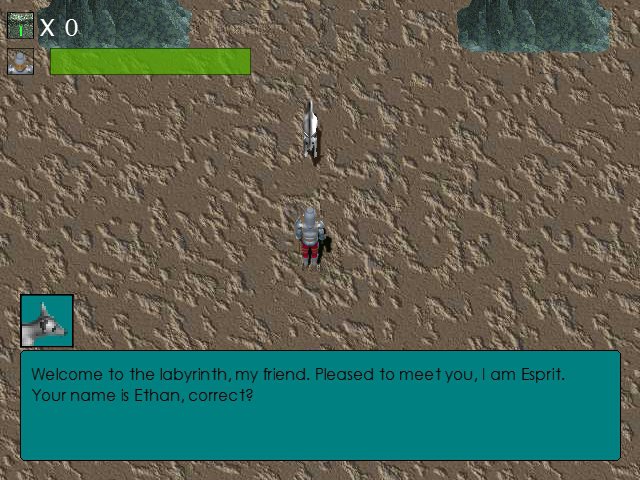 X 0
Welcome to the labyrinth, my friend. Pleased to meet you, I am Esprit.
Your name is Ethan, correct?